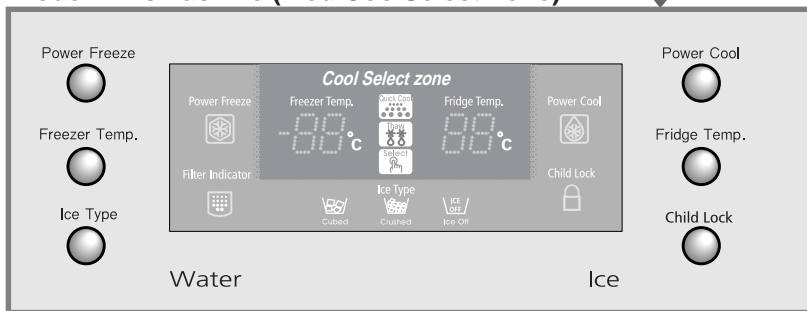 Power Freeze
Freezer Temp.
Ice Type
Cool Select zone
Power Freeze
Freezer Temp.
-88°C
Quick Cool
Thaw
Select
Fridge Temp.
88°C
Power Cool
Filter Indicator
Child Lock
Ice Type
Cubed
Crushed
ICE
OFF
Ice Off
Power Cool
Fridge Temp.
Child Lock
Water
Ice